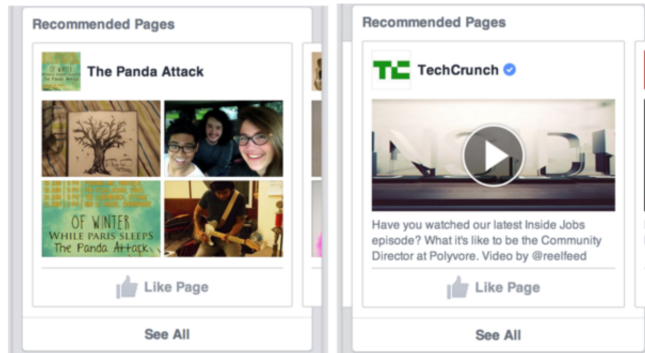 Recommended Pages
The Panda Attack
OF WINTER
WHILE PARIS SLEEPS
The Panda Attack
Like Page
See All
Recommended Pages
TC TechCrunch
INSIDE
Have you watched our latest Inside Jobs
episode? What it's like to be the Community
Director at Polyvore. Video by @reelfeed
Like Page
See All